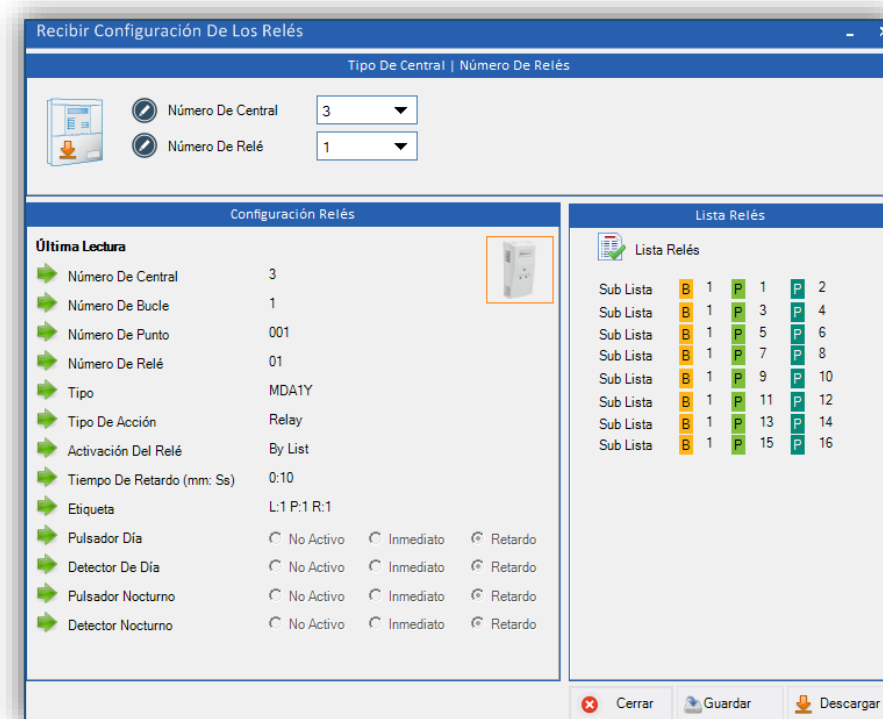 Recibir Configuración De Los Relés
Tipo De Central | Número De Relés
Número De Central 3
Número De Relé 1
Configuración Relés
Última Lectura
Número De Central 3
Número De Bucle 1
Número De Punto 001
Número De Relé 01
Tipo MDA1Y
Tipo De Acción Relay
Activación Del Relé By List
Tiempo De Retardo (mm: Ss) 0:10
Etiqueta L:1 P:1 R:1
Pulsador Día No Activo Inmediato Retardo
Detector De Día No Activo Inmediato Retardo
Pulsador Nocturno No Activo Inmediato Retardo
Detector Nocturno No Activo Inmediato Retardo
Lista Relés
Lista Relés
Sub Lista B 1 P 1 P 2
Sub Lista B 1 P 3 P 4
Sub Lista B 1 P 5 P 6
Sub Lista B 1 P 7 P 8
Sub Lista B 1 P 9 P 10
Sub Lista B 1 P 11 P 12
Sub Lista B 1 P 13 P 14
Sub Lista B 1 P 15 P 16
Cerrar Guardar Descargar